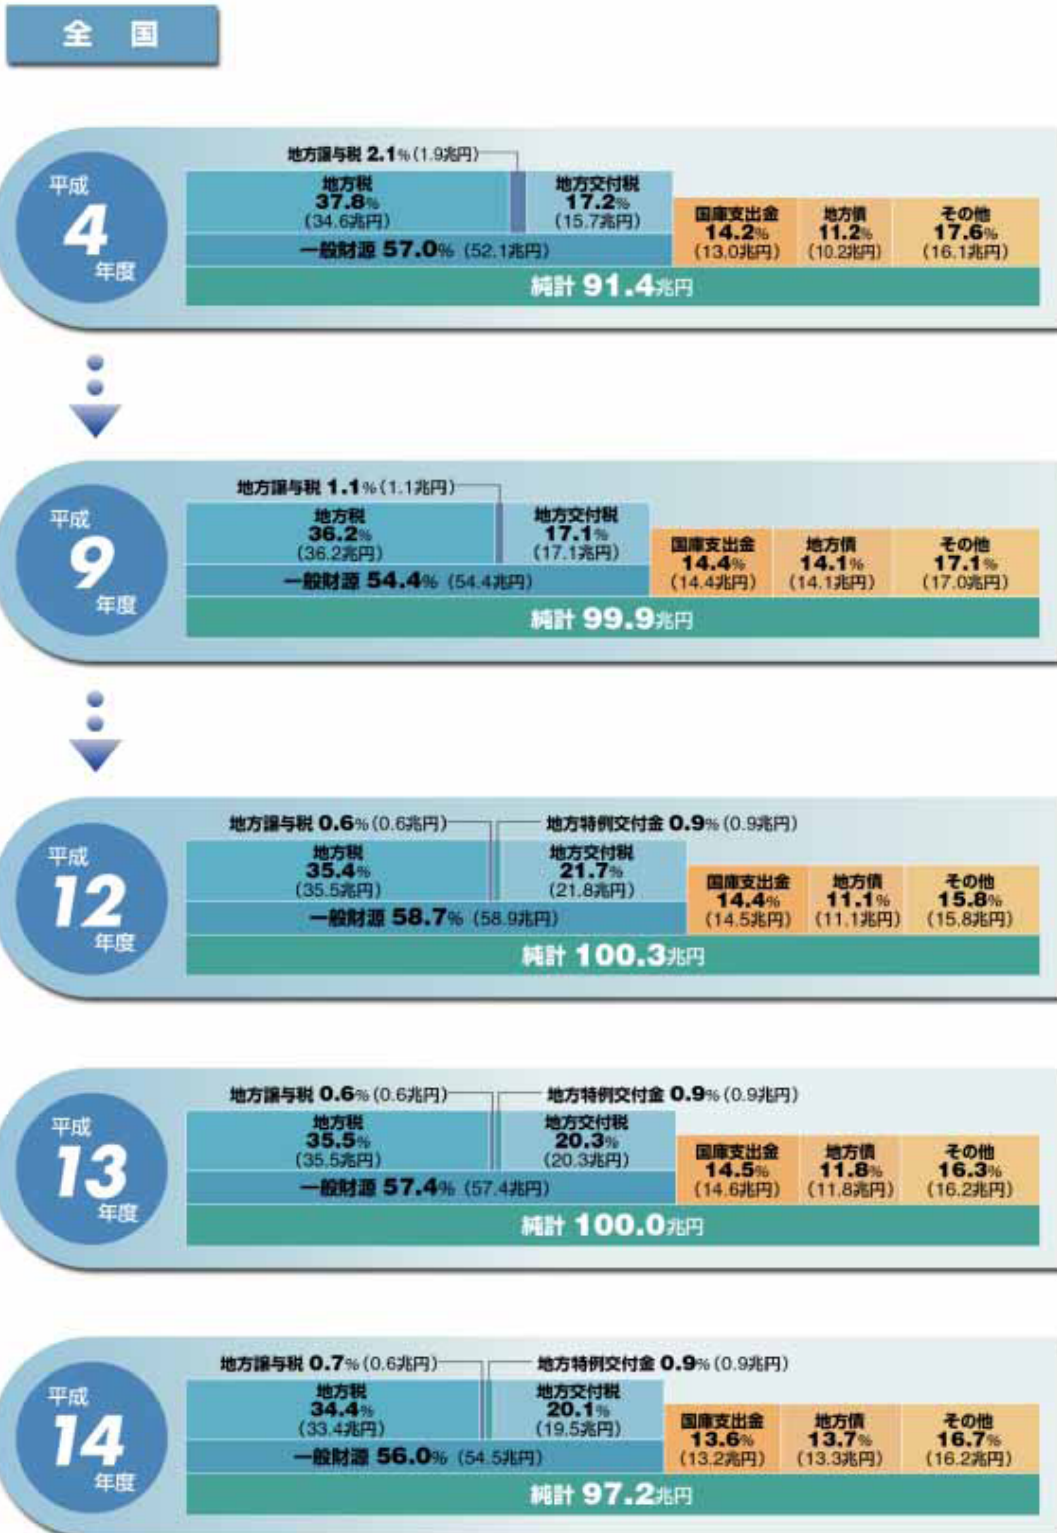 全 国
平成
4
年度
地方譲与税 2.1%(1.9兆円)
地方税
37.8%
(34.6兆円)
地方交付税
17.2%
(15.7兆円)
一般財源 57.0% (52.1兆円)
国庫支出金
14.2%
(13.0兆円)
地方債
11.2%
(10.2兆円)
その他
17.6%
(16.1兆円)
純計 91.4兆円
平成
9
年度
地方譲与税 1.1%(1.1兆円)
地方税
36.2%
(36.2兆円)
地方交付税
17.1%
(17.1兆円)
一般財源 54.4% (54.4兆円)
国庫支出金
14.4%
(14.4兆円)
地方債
14.1%
(14.1兆円)
その他
17.1%
(17.0兆円)
純計 99.9兆円
平成
12
年度
地方譲与税 0.6%(0.6兆円)
地方特例交付金 0.9%(0.9兆円)
地方税
35.4%
(35.5兆円)
地方交付税
21.7%
(21.8兆円)
一般財源 58.7% (58.9兆円)
国庫支出金
14.4%
(14.5兆円)
地方債
11.1%
(11.1兆円)
その他
15.8%
(15.8兆円)
純計 100.3兆円
平成
13
年度
地方譲与税 0.6%(0.6兆円)
地方特例交付金 0.9%(0.9兆円)
地方税
35.5%
(35.5兆円)
地方交付税
20.3%
(20.3兆円)
一般財源 57.4% (57.4兆円)
国庫支出金
14.5%
(14.6兆円)
地方債
11.8%
(11.8兆円)
その他
16.3%
(16.2兆円)
純計 100.0兆円
平成
14
年度
地方譲与税 0.7%(0.6兆円)
地方特例交付金 0.9%(0.9兆円)
地方税
34.4%
(33.4兆円)
地方交付税
20.1%
(19.5兆円)
一般財源 56.0% (54.5兆円)
国庫支出金
13.6%
(13.2兆円)
地方債
13.7%
(13.3兆円)
その他
16.7%
(16.2兆円)
純計 97.2兆円